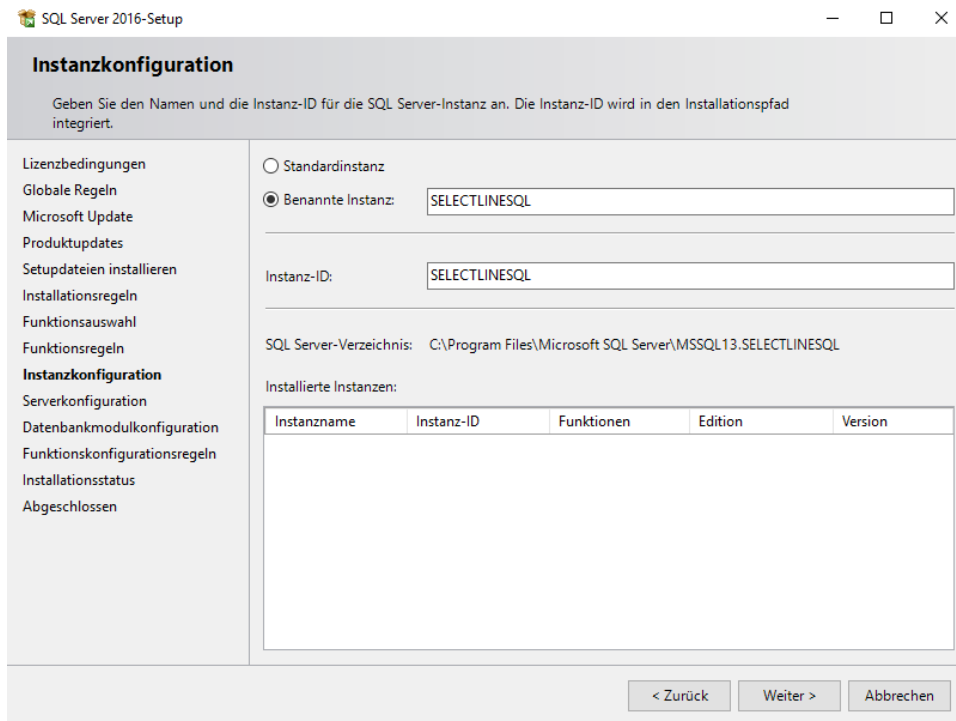 SQL Server 2016-Setup
Instanzkonfiguration
Geben Sie den Namen und die Instanz-ID für die SQL Server-Instanz an. Die Instanz-ID wird in den Installationspfad
integriert.
Lizenzbedingungen
Globale Regeln
Microsoft Update
Produktupdates
Setupdateien installieren
Installationsregeln
Funktionsauswahl
Funktionsregeln
Instanzkonfiguration
Serverkonfiguration
Datenbankmodulkonfiguration
Funktionskonfigurationsregeln
Installationsstatus
Abgeschlossen
Standardinstanz
Benannte Instanz: SELECTLINESQL
Instanz-ID: SELECTLINESQL
SQL Server-Verzeichnis: C:\Program Files\Microsoft SQL Server\MSSQL13.SELECTLINESQL
Installierte Instanzen:
Instanzname Instanz-ID Funktionen Edition Version
< Zurück Weiter > Abbrechen